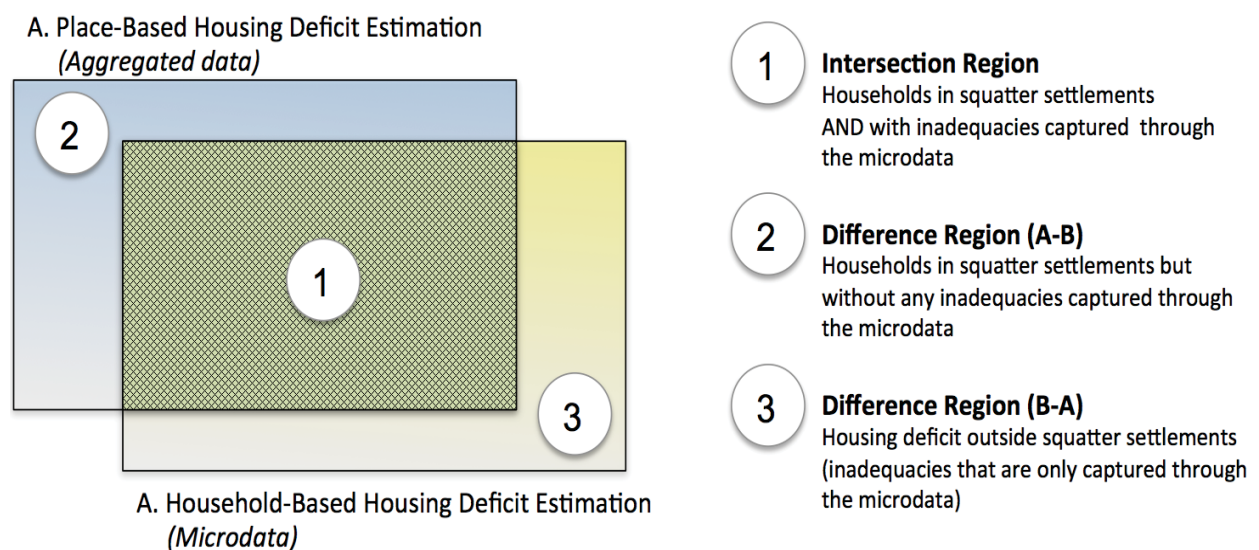 A. Place-Based Housing Deficit Estimation
(Aggregated data)
2
1
3
A. Household-Based Housing Deficit Estimation
(Microdata)
1
Intersection Region
Households in squatter settlements
AND with inadequacies captured through
the microdata
2
Difference Region (A-B)
Households in squatter settlements but
without any inadequacies captured through
the microdata
3
Difference Region (B-A)
Housing deficit outside squatter settlements
(inadequacies that are only captured through
the microdata)